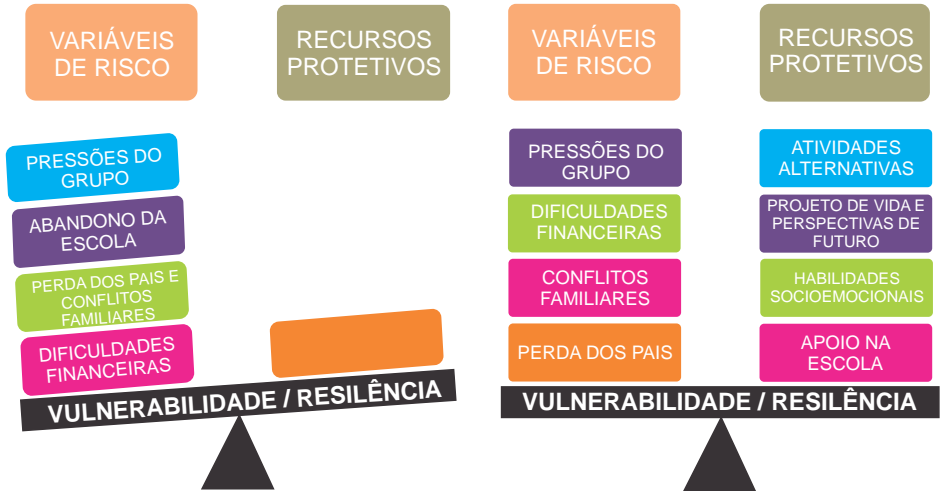 VARIÁVEIS
DE RISCO
RECURSOS
PROTETIVOS
PRESSÕES DO
GRUPO
ABANDONO DA
ESCOLA
PERDA DOS PAIS E
CONFLITOS
FAMILIARES
DIFICULDADES
FINANCEIRAS
VULNERABILIDADE / RESILÊNCIA
VARIÁVEIS
DE RISCO
RECURSOS
PROTETIVOS
PRESSÕES DO
GRUPO
DIFICULDADES
FINANCEIRAS
CONFLITOS
FAMILIARES
PERDA DOS PAIS
ATIVIDADES
ALTERNATIVAS
PROJETO DE VIDA E
PERSPECTIVAS DE
FUTURO
HABILIDADES
SOCIOEMOCIONAIS
APOIO NA
ESCOLA
VULNERABILIDADE / RESILÊNCIA